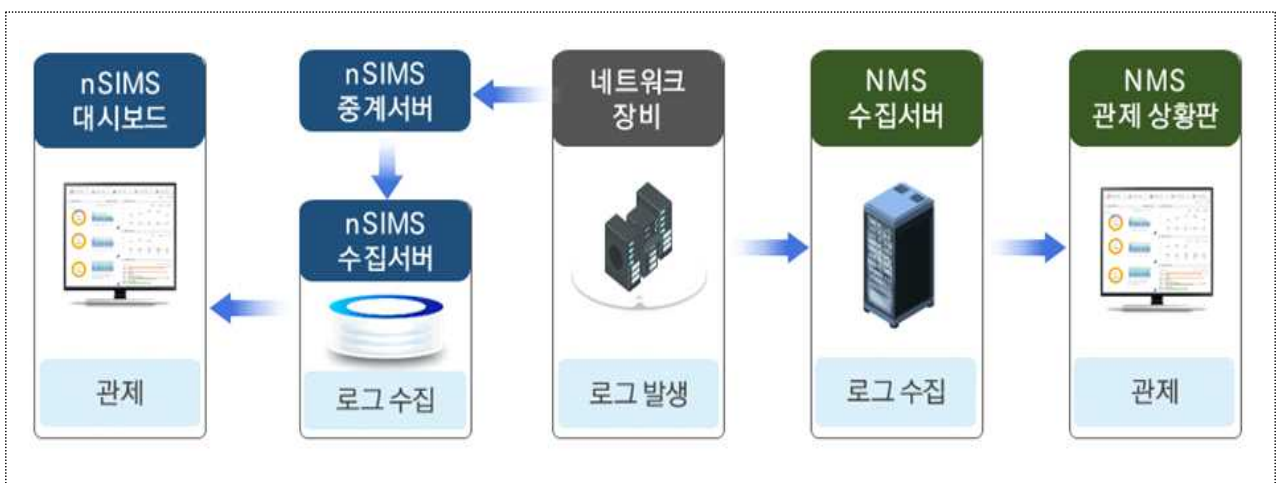 nSIMS
대시보드
관제
nSIMS
중계서버
nSIMS
수집서버
로그 수집
네트워크
장비
로그 발생
NMS
수집서버
로그 수집
NMS
관제 상황판
관제